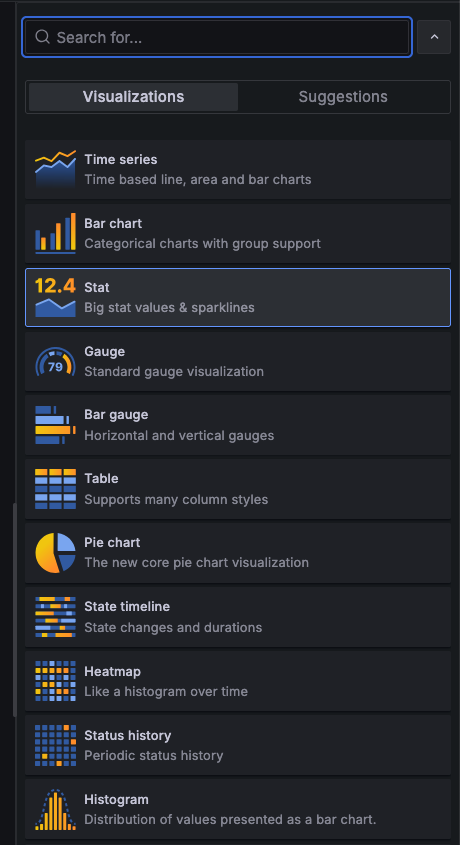 Search for...
Visualizations
Suggestions
Time series
Time based line, area and bar charts
Bar chart
Categorical charts with group support
12.4
Stat
Big stat values & sparklines
Gauge
79
Standard gauge visualization
Bar gauge
Horizontal and vertical gauges
Table
Supports many column styles
Pie chart
The new core pie chart visualization
State timeline
State changes and durations
Heatmap
Like a histogram over time
Status history
Periodic status history
Histogram
Distribution of values presented as a bar chart.